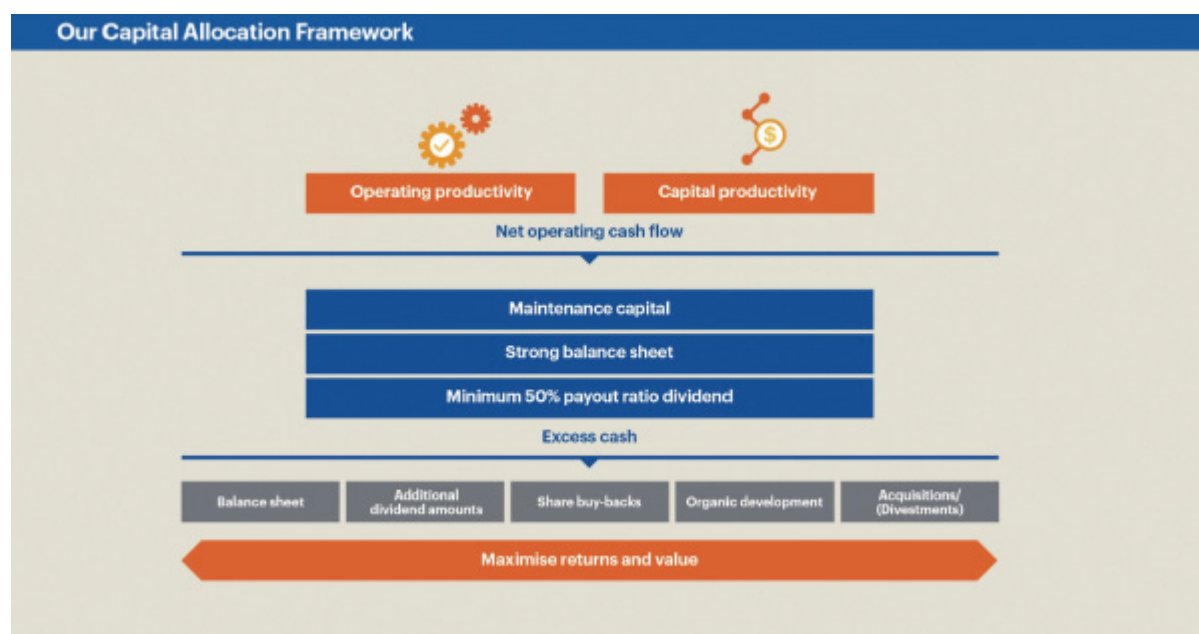 Our Capital Allocation Framework
$
Operating productivity
Capital productivity
Net operating cash flow
Maintenance capital
Strong balance sheet
Minimum 50% payout ratio dividend
Excess cash
Balance sheet
Additional
dividend amounts
Share buy-backs
Organic development
Acquisitions/
(Divestments)
Maximise returns and value